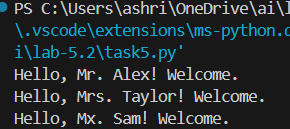 PS C:\Users\ashri\OneDrive\ai\l
\.vscode\extensions\ms-python.d
i\lab-5.2\task5.py'
Hello, Mr. Alex! Welcome.
Hello, Mrs. Taylor! Welcome.
Hello, Mx. Sam! Welcome.